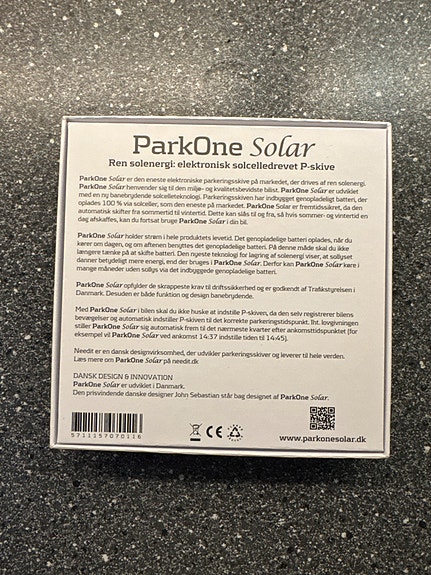 ParkOne Solar
Ren solenergi: elektronisk solcelledrevet P-skive
ParkOne Solar er den eneste elektroniske parkeringsskive på markedet, der drives af ren solenergi.
ParkOne Solar henvender sig til den miljø- og kvalitetsbevidste bilist. ParkOne Solar er udviklet
med en ny banebrydende solcelleteknologi. Parkeringsskiven har indbygget genopladeligt batteri, der
oplades 100 % via solceller, som den eneste på markedet. ParkOne Solar er fremtidssikret, da den
automatisk skifter fra sommertid til vintertid. Dette kan slås til og fra, så hvis sommer- og vintertid en
dag afskaffes, kan du fortsat bruge ParkOne Solar i din bil.
ParkOne Solar holder strøm i hele produktets levetid. Det genopladelige batteri oplades, når du
kører om dagen, og om aftenen benyttes det genopladelige batteri. På denne måde skal du ikke
længere tænke på at skifte batteri. Den nyeste teknologi for lagring af solenergi viser, at sollyset
danner betydeligt mere energi, end der bruges i ParkOne Solar. Derfor kan ParkOne Solar køre i
mange måneder uden sollys via det indbyggede genopladelige batteri.
ParkOne Solar opfylder de skrappeste krav til driftssikkerhed og er godkendt af Trafikstyrelsen i
Danmark. Desuden er både funktion og design banebrydende.
Med ParkOne Solar i bilen skal du ikke huske at indstille P-skiven, da den selv registrerer bilens
bevægelser og automatisk indstiller P-skiven til det korrekte parkeringstidspunkt. Iht. lovgivningen
stiller ParkOne Solar sig automatisk frem til det nærmeste kvarter efter ankomsttidspunktet (for
eksempel vil ParkOne Solar ved ankomst 14:37 indstille tiden til 14:45).
Needit er en dansk designvirksomhed, der udvikler parkeringsskiver og leverer til hele verden.
Læs mere om ParkOne Solar på needit.dk
DANSK DESIGN & INNOVATION
ParkOne Solar er udviklet i Danmark.
Den prisvindende danske designer John Sebastian står bag designet af ParkOne Solar.
5711157070116
CE
www.parkonesolar.dk